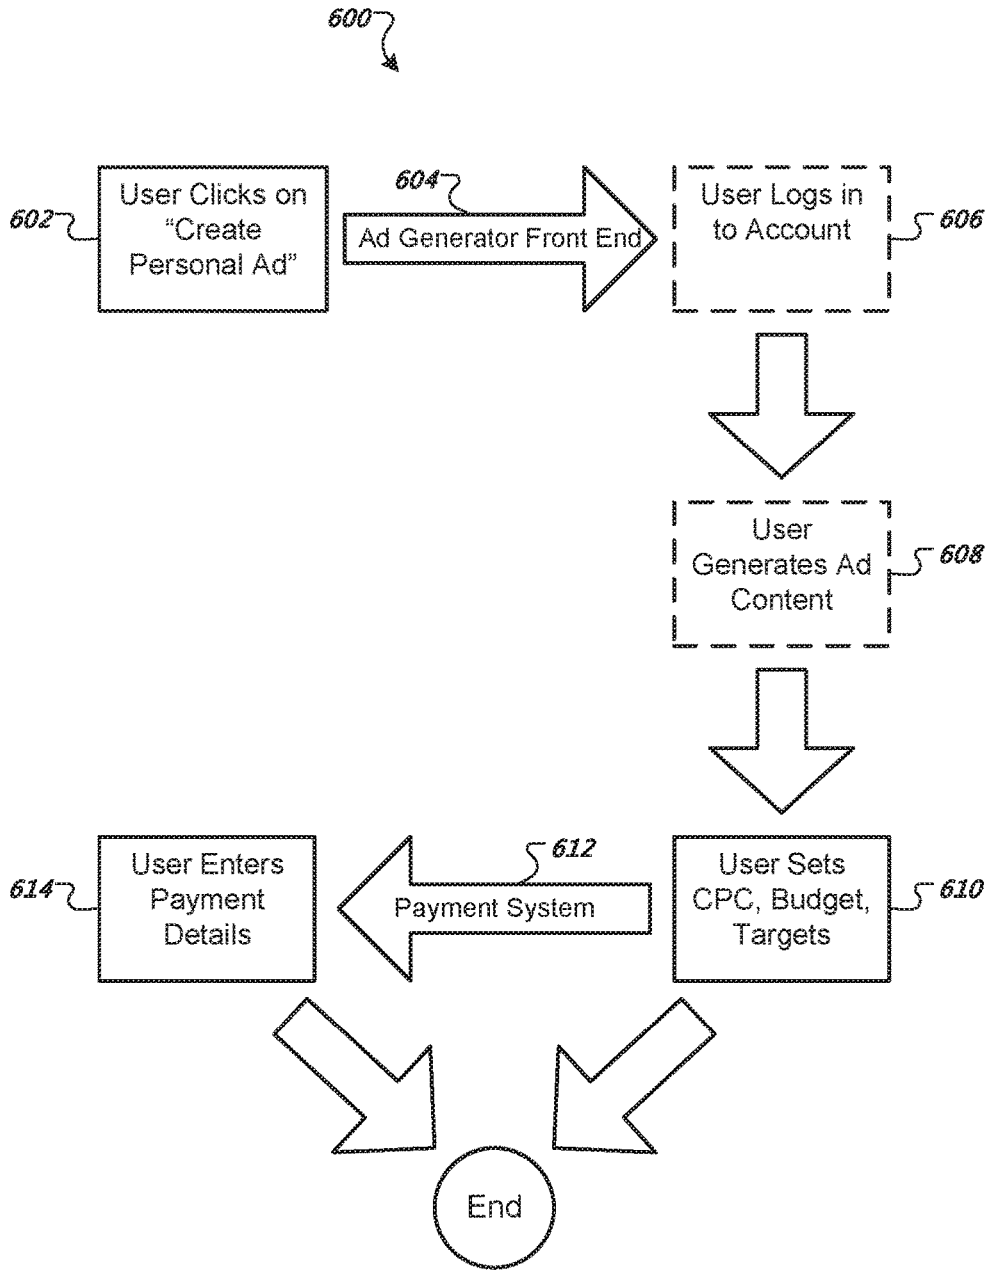 600
602
User Clicks on
“Create
Personal Ad”
604
Ad Generator Front End
User Logs in
to Account
606
User
Generates Ad
Content
608
User Sets
CPC, Budget,
Targets
610
612
Payment System
User Enters
Payment
Details
614
End